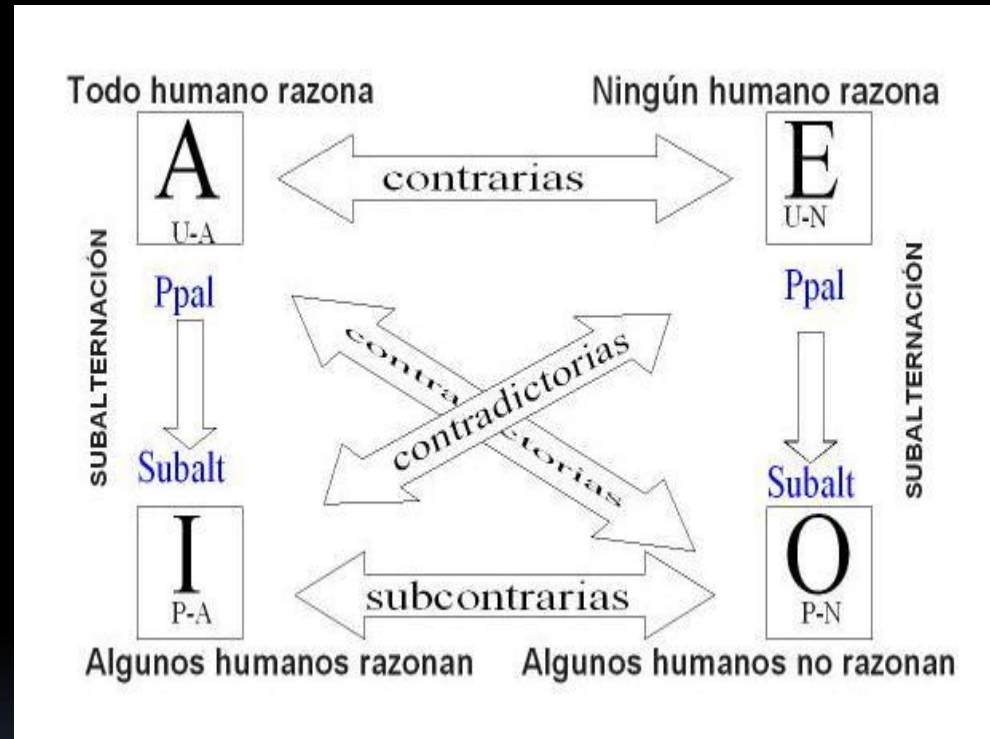 Todo humano razona
Ningún humano razona
A
U-A
contrarias
E
U-N
SUBALTERNACIÓN
Ppal
Subalt
contradictorias
Ppal
Subalt
SUBALTERNACIÓN
I
P-A
subcontrarias
O
P-N
Algunos humanos razonan
Algunos humanos no razonan